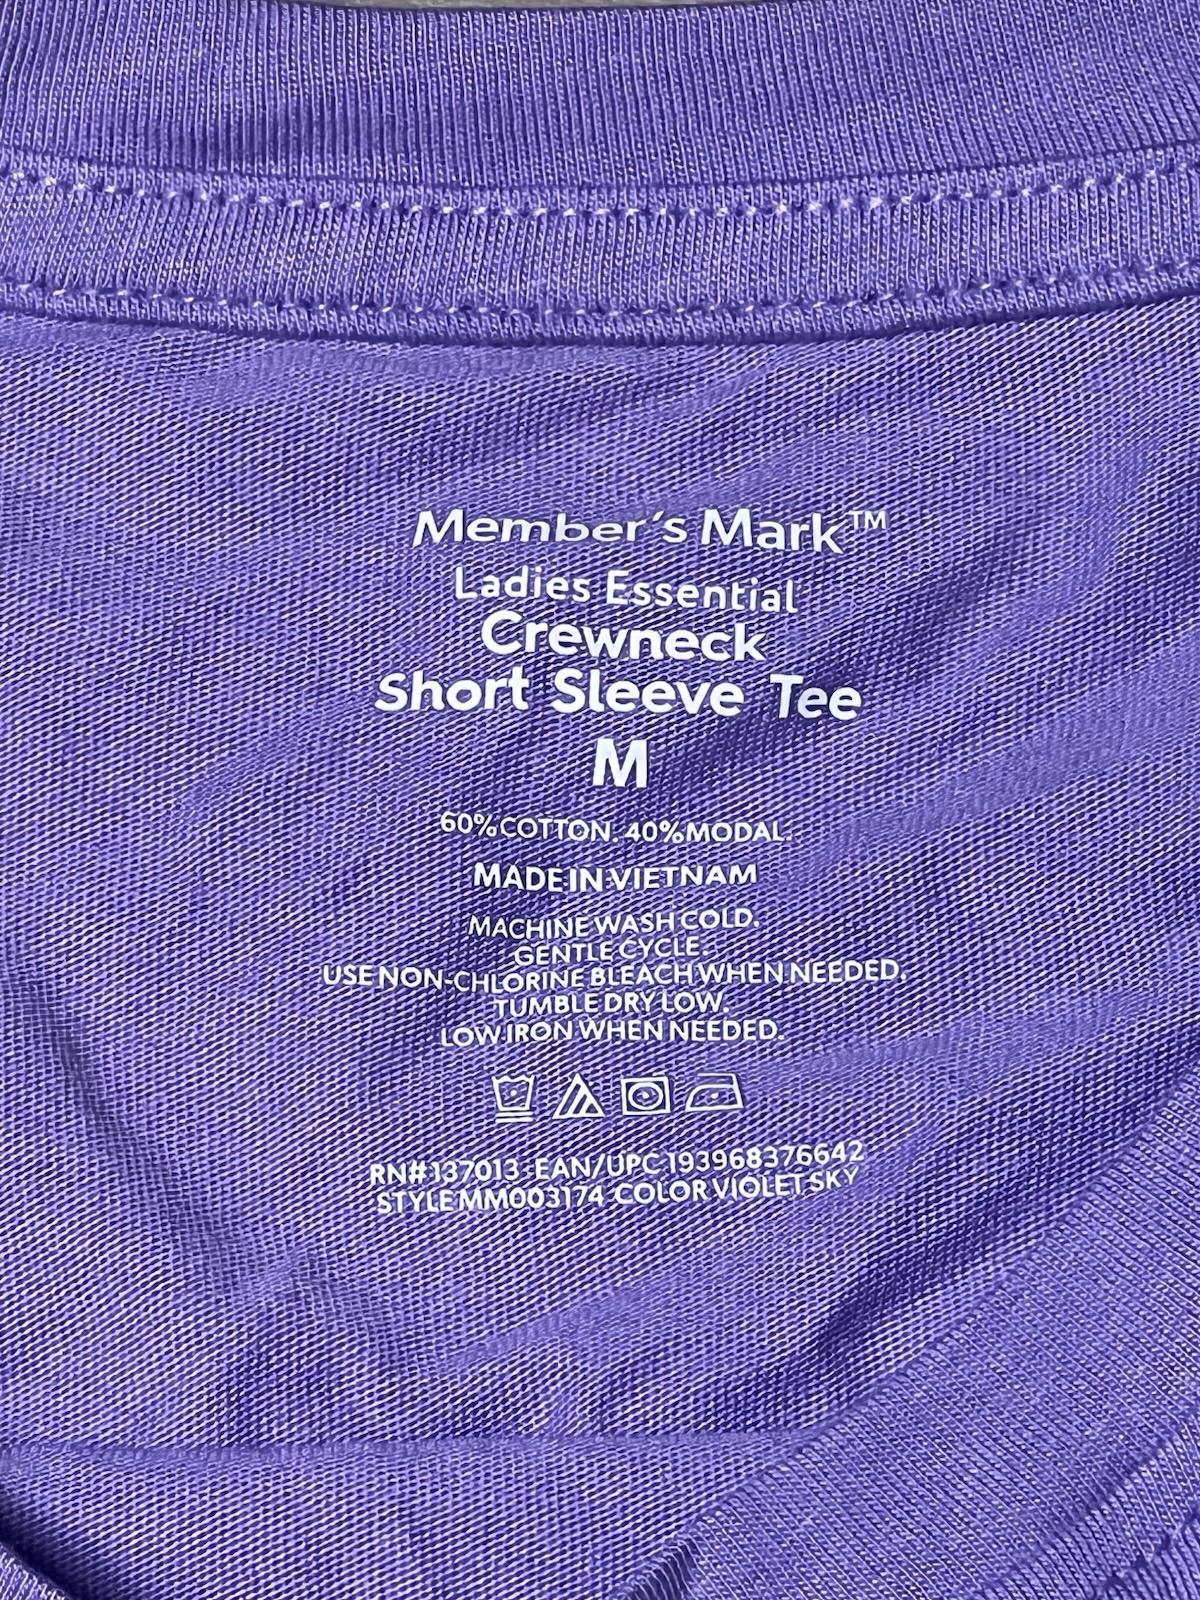 Member's Mark™
Ladies Essential
Crewneck
Short Sleeve Tee
M
60%COTTON. 40%MODAL.
MADE IN VIETNAM
MACHINE WASH COLD.
GENTLE CYCLE.
USE NON-CHLORINE BLEACH WHEN NEEDED.
TUMBLE DRY LOW.
LOW IRON WHEN NEEDED.
RN#137013 EAN/UPC 193968376642
STYLE MM003174 COLOR VIOLET SKY